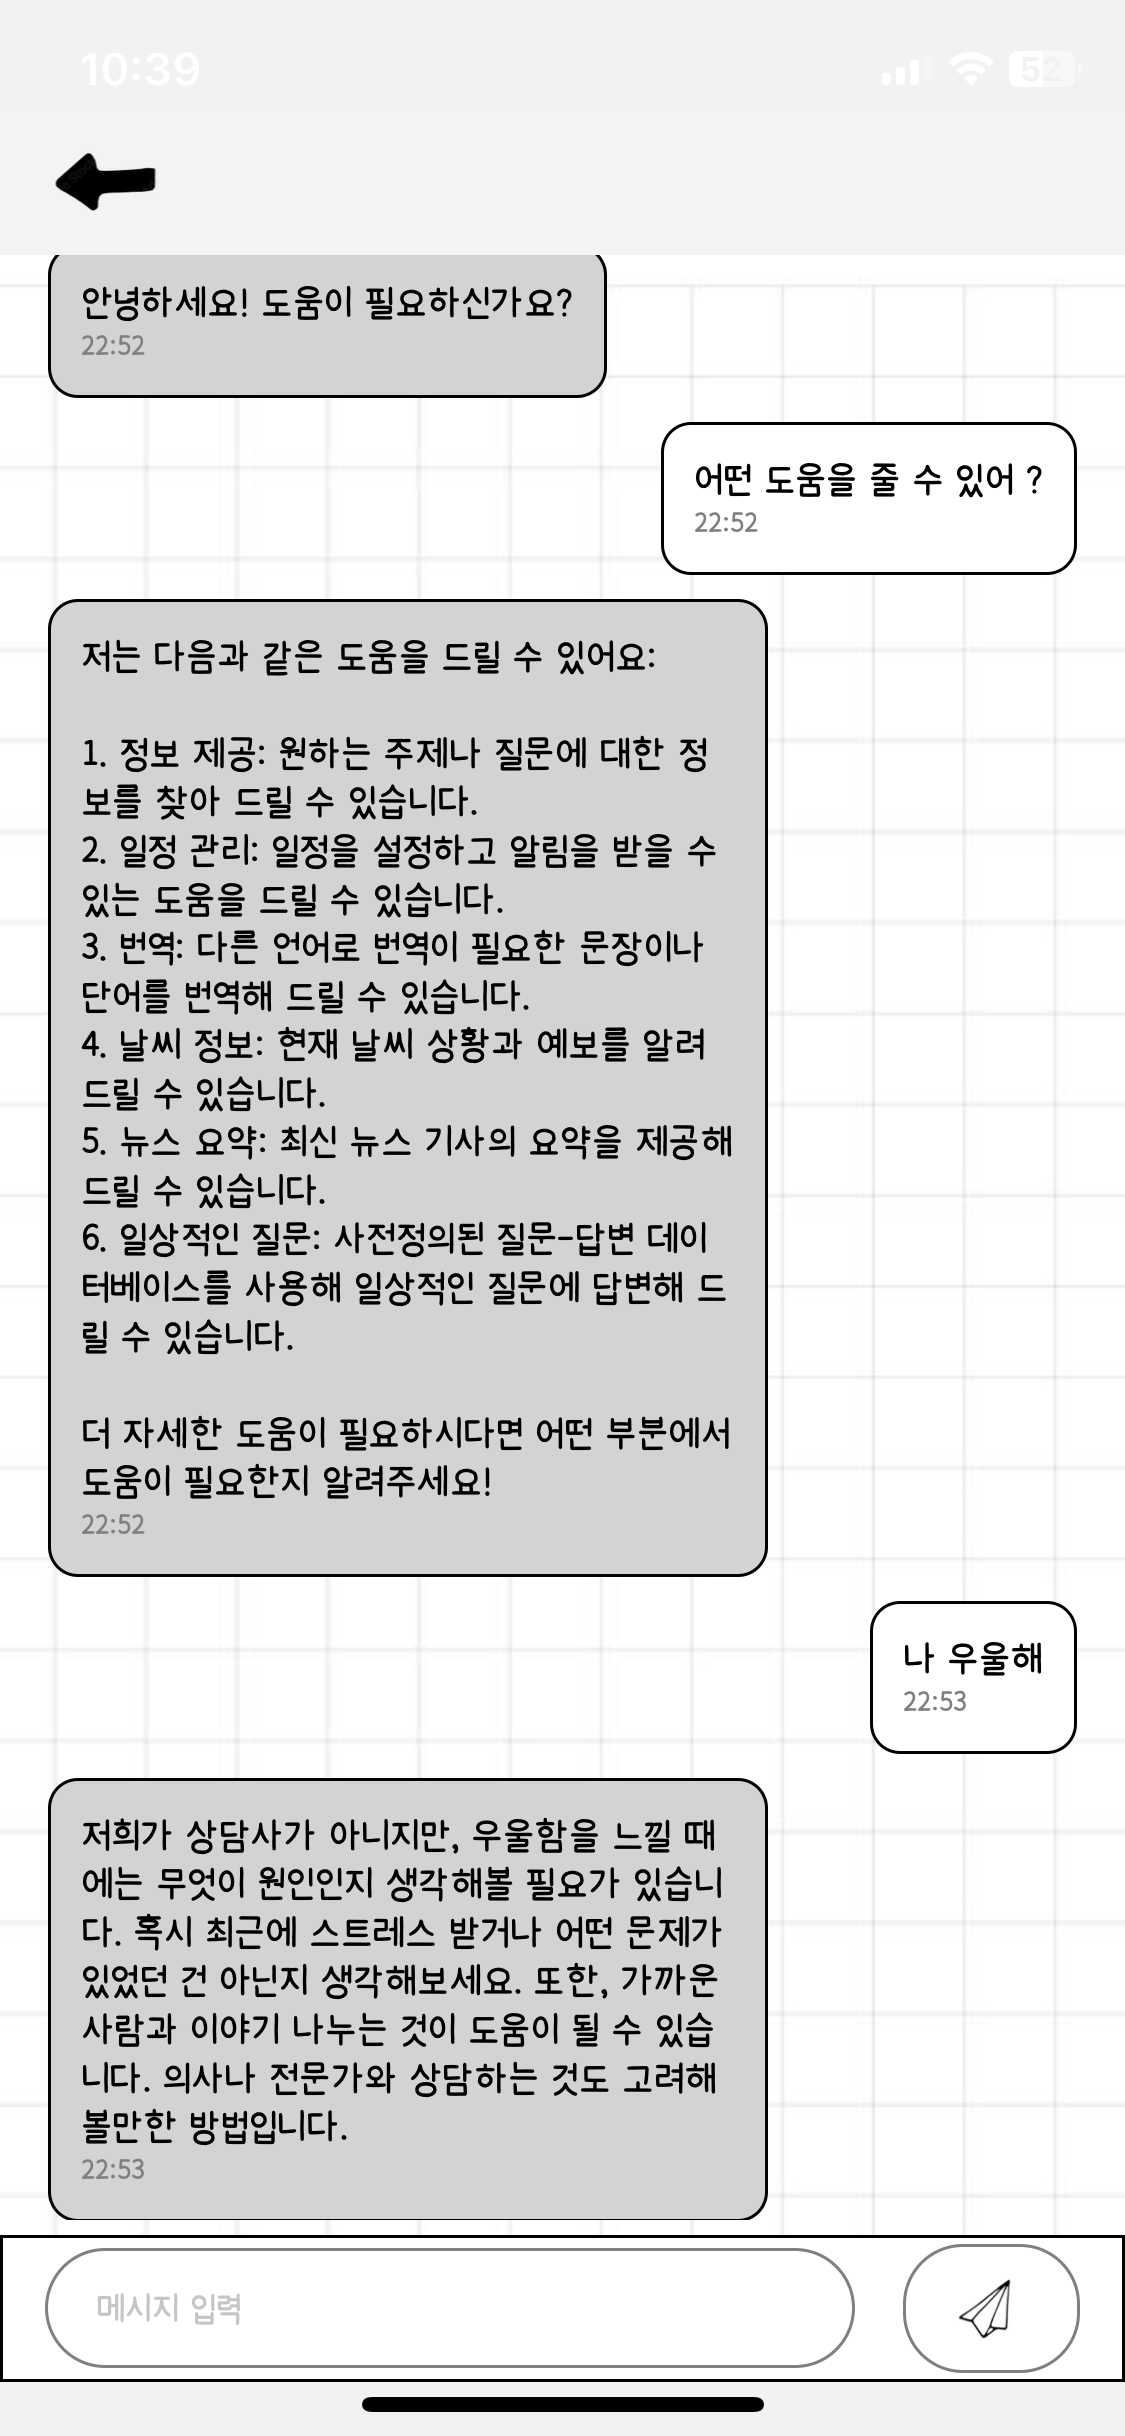 10:39
52
안녕하세요! 도움이 필요하신가요?
22:52
어떤 도움을 줄 수 있어 ?
22:52
저는 다음과 같은 도움을 드릴 수 있어요:
1. 정보 제공: 원하는 주제나 질문에 대한 정
보를 찾아 드릴 수 있습니다.
2. 일정 관리: 일정을 설정하고 알림을 받을 수
있는 도움을 드릴 수 있습니다.
3. 번역: 다른 언어로 번역이 필요한 문장이나
단어를 번역해 드릴 수 있습니다.
4. 날씨 정보: 현재 날씨 상황과 예보를 알려
드릴 수 있습니다.
5. 뉴스 요약: 최신 뉴스 기사의 요약을 제공해
드릴 수 있습니다.
6. 일상적인 질문: 사전정의된 질문-답변 데이
터베이스를 사용해 일상적인 질문에 답변해 드
릴 수 있습니다.
더 자세한 도움이 필요하시다면 어떤 부분에서
도움이 필요한지 알려주세요!
22:52
나 우울해
22:53
저희가 상담사가 아니지만, 우울함을 느낄 때
에는 무엇이 원인인지 생각해볼 필요가 있습니
다. 혹시 최근에 스트레스 받거나 어떤 문제가
있었던 건 아닌지 생각해보세요. 또한, 가까운
사람과 이야기 나누는 것이 도움이 될 수 있습
니다. 의사나 전문가와 상담하는 것도 고려해
볼만한 방법입니다.
22:53
메시지 입력